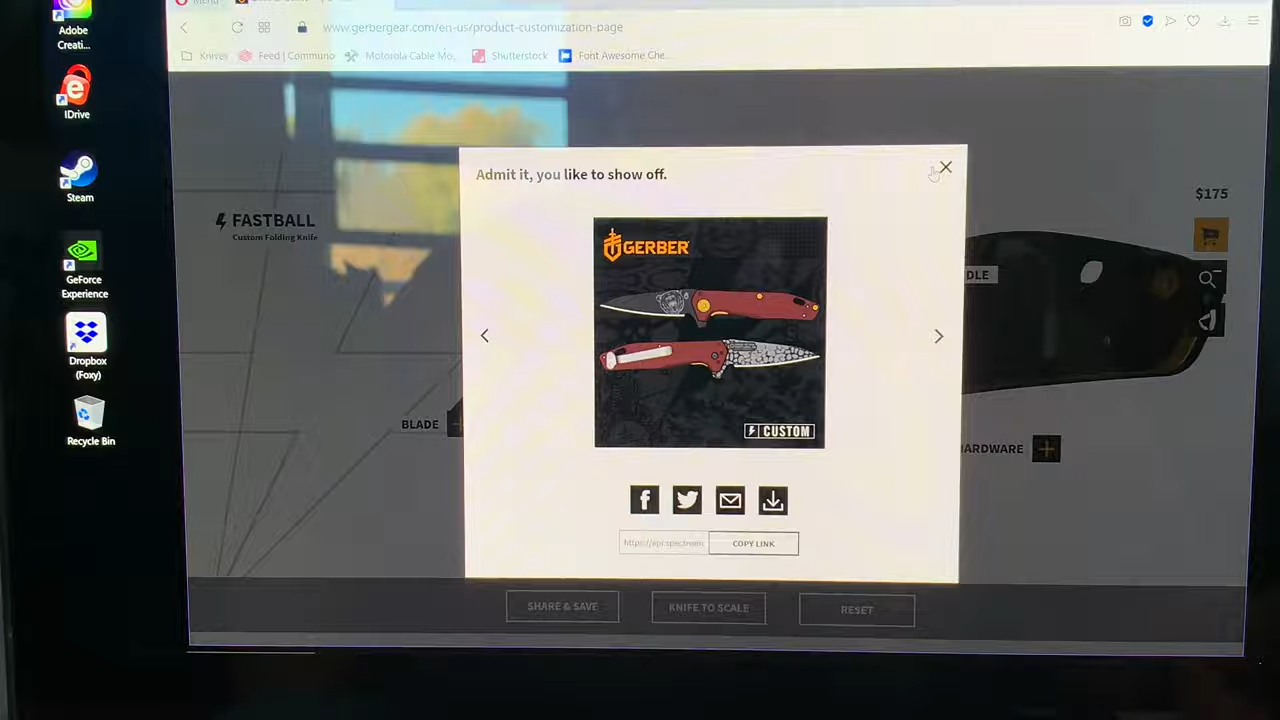 Menu
www.gerbergear.com/en-us/product-customization-page
Knives
Feed | Communo
Motorola Cable Mo...
Shutterstock
Font Awesome Che...
Adobe
Creati...
IDrive
Steam
GeForce
Experience
Dropbox
(Foxy)
Recycle Bin
FASTBALL
Custom Folding Knife
$175
Admit it, you like to show off.
GERBER
CUSTOM
DLE
BLADE
HARDWARE
COPY LINK
SHARE & SAVE
KNIFE TO SCALE
RESET